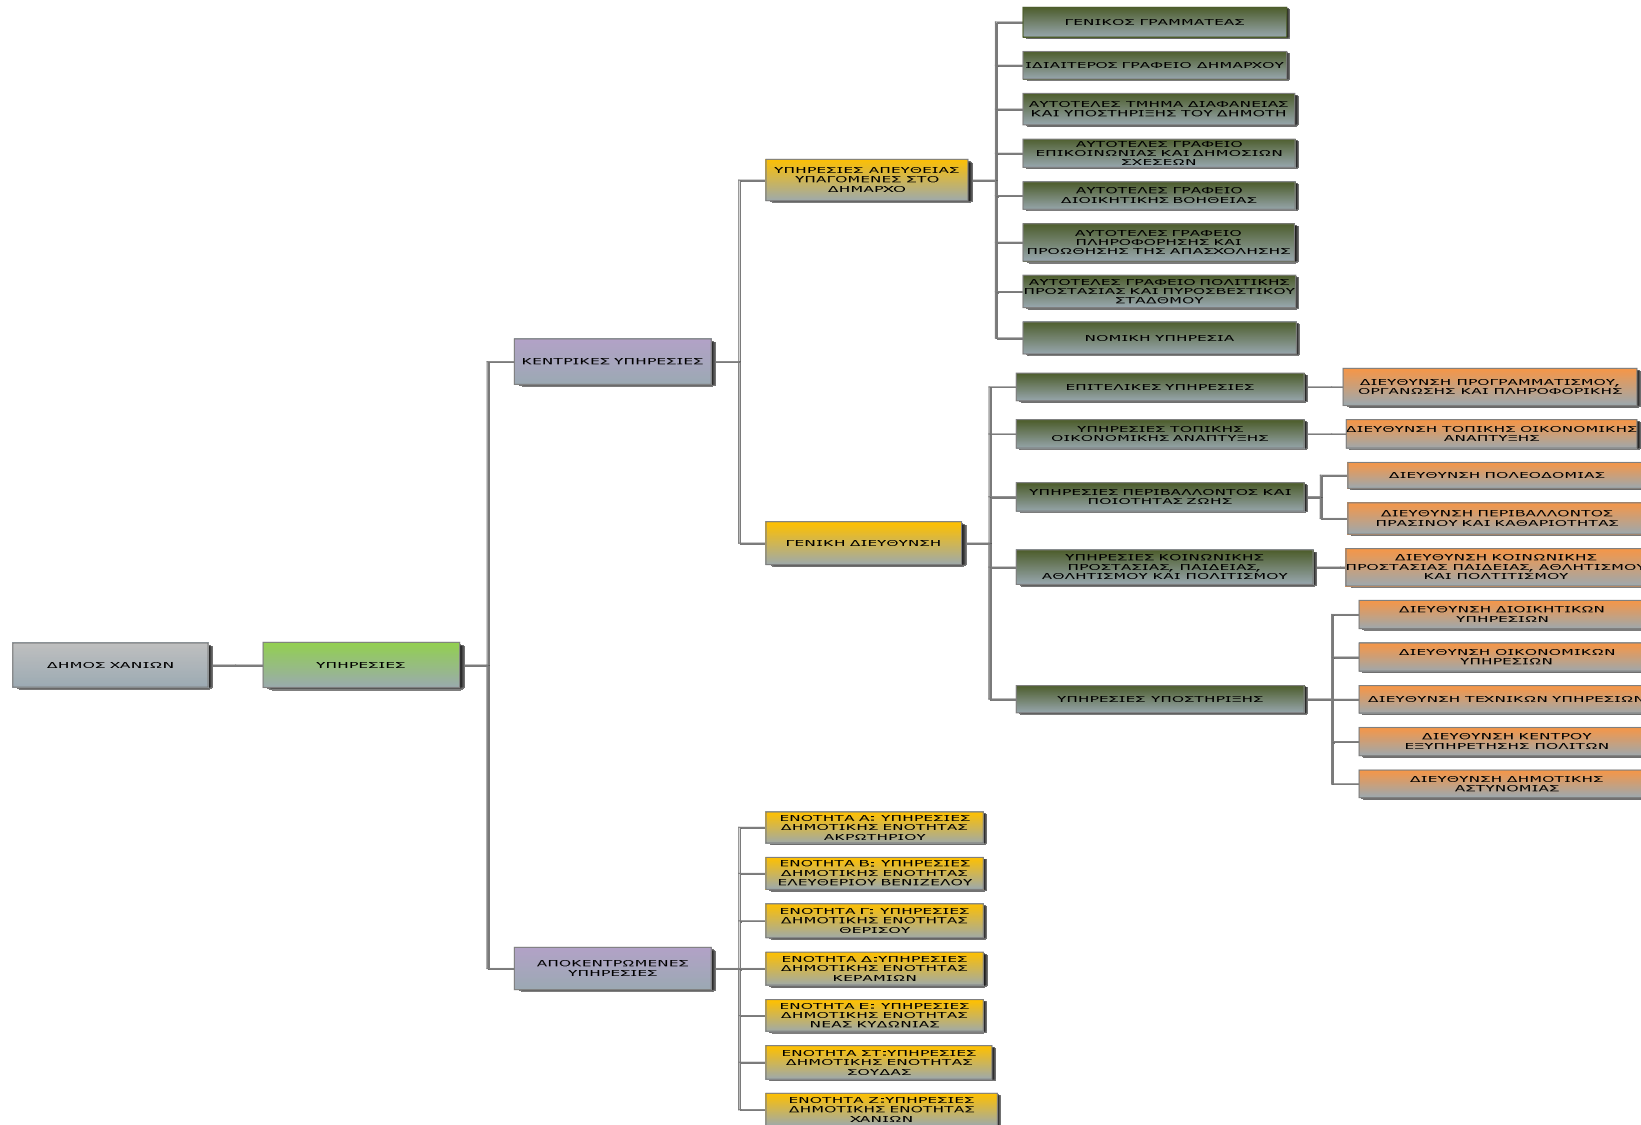 ΔΗΜΟΣ ΧΑΝΙΩΝ
ΥΠΗΡΕΣΙΕΣ
ΚΕΝΤΡΙΚΕΣ ΥΠΗΡΕΣΙΕΣ
ΥΠΗΡΕΣΙΕΣ ΑΠΕΥΘΕΙΑΣ
ΥΠΑΓΟΜΕΝΕΣ ΣΤΟ
ΔΗΜΑΡΧΟ
ΓΕΝΙΚΟΣ ΓΡΑΜΜΑΤΕΑΣ
ΙΔΙΑΙΤΕΡΟΣ ΓΡΑΦΕΙΟ ΔΗΜΑΡΧΟΥ
ΑΥΤΟΤΕΛΕΣ ΤΜΗΜΑ ΔΙΑΦΑΝΕΙΑΣ
ΚΑΙ ΥΠΟΣΤΗΡΙΞΗΣ ΤΟΥ ΔΗΜΟΤΗ
ΑΥΤΟΤΕΛΕΣ ΓΡΑΦΕΙΟ
ΕΠΙΚΟΙΝΩΝΙΑΣ ΚΑΙ ΔΗΜΟΣΙΩΝ
ΣΧΕΣΕΩΝ
ΑΥΤΟΤΕΛΕΣ ΓΡΑΦΕΙΟ
ΔΙΟΙΚΗΤΙΚΗΣ ΒΟΗΘΕΙΑΣ
ΑΥΤΟΤΕΛΕΣ ΓΡΑΦΕΙΟ
ΠΛΗΡΟΦΟΡΗΣΗΣ ΚΑΙ
ΠΡΟΩΘΗΣΗΣ ΤΗΣ ΑΠΑΣΧΟΛΗΣΗΣ
ΑΥΤΟΤΕΛΕΣ ΓΡΑΦΕΙΟ ΠΟΛΙΤΙΚΗΣ
ΠΡΟΣΤΑΣΙΑΣ ΚΑΙ ΠΥΡΟΣΒΕΣΤΙΚΟΥ
ΣΤΑΔΘΜΟΥ
ΝΟΜΙΚΗ ΥΠΗΡΕΣΙΑ
ΓΕΝΙΚΗ ΔΙΕΥΘΥΝΣΗ
ΕΠΙΤΕΛΙΚΕΣ ΥΠΗΡΕΣΙΕΣ
ΔΙΕΥΘΥΝΣΗ ΠΡΟΓΡΑΜΜΑΤΙΣΜΟΥ,
ΟΡΓΑΝΩΣΗΣ ΚΑΙ ΠΛΗΡΟΦΟΡΙΚΗΣ
ΥΠΗΡΕΣΙΕΣ ΤΟΠΙΚΗΣ
ΟΙΚΟΝΟΜΙΚΗΣ ΑΝΑΠΤΥΞΗΣ
ΔΙΕΥΘΥΝΣΗ ΤΟΠΙΚΗΣ ΟΙΚΟΝΟΜΙΚΗΣ
ΑΝΑΠΤΥΞΗΣ
ΥΠΗΡΕΣΙΕΣ ΠΕΡΙΒΑΛΛΟΝΤΟΣ ΚΑΙ
ΠΟΙΟΤΗΤΑΣ ΖΩΗΣ
ΔΙΕΥΘΥΝΣΗ ΠΟΛΕΟΔΟΜΙΑΣ
ΔΙΕΥΘΥΝΣΗ ΠΕΡΙΒΑΛΛΟΝΤΟΣ
ΠΡΑΣΙΝΟΥ ΚΑΙ ΚΑΘΑΡΙΟΤΗΤΑΣ
ΥΠΗΡΕΣΙΕΣ ΚΟΙΝΩΝΙΚΗΣ
ΠΡΟΣΤΑΣΙΑΣ, ΠΑΙΔΕΙΑΣ,
ΑΘΛΗΤΙΣΜΟΥ ΚΑΙ ΠΟΛΙΤΙΣΜΟΥ
ΔΙΕΥΘΥΝΣΗ ΚΟΙΝΩΝΙΚΗΣ
ΠΡΟΣΤΑΣΙΑΣ ΠΑΙΔΕΙΑΣ, ΑΘΛΗΤΙΣΜΟΥ
ΚΑΙ ΠΟΛΤΙΤΙΣΜΟΥ
ΥΠΗΡΕΣΙΕΣ ΥΠΟΣΤΗΡΙΞΗΣ
ΔΙΕΥΘΥΝΣΗ ΔΙΟΙΚΗΤΙΚΩΝ
ΥΠΗΡΕΣΙΩΝ
ΔΙΕΥΘΥΝΣΗ ΟΙΚΟΝΟΜΙΚΩΝ
ΥΠΗΡΕΣΙΩΝ
ΔΙΕΥΘΥΝΣΗ ΤΕΧΝΙΚΩΝ ΥΠΗΡΕΣΙΩΝ
ΔΙΕΥΘΥΝΣΗ ΚΕΝΤΡΟΥ
ΕΞΥΠΗΡΕΤΗΣΗΣ ΠΟΛΙΤΩΝ
ΔΙΕΥΘΥΝΣΗ ΔΗΜΟΤΙΚΗΣ
ΑΣΤΥΝΟΜΙΑΣ
ΑΠΟΚΕΝΤΡΩΜΕΝΕΣ
ΥΠΗΡΕΣΙΕΣ
ΕΝΟΤΗΤΑ Α: ΥΠΗΡΕΣΙΕΣ
ΔΗΜΟΤΙΚΗΣ ΕΝΟΤΗΤΑΣ
ΑΚΡΩΤΗΡΙΟΥ
ΕΝΟΤΗΤΑ Β: ΥΠΗΡΕΣΙΕΣ
ΔΗΜΟΤΙΚΗΣ ΕΝΟΤΗΤΑΣ
ΕΛΕΥΘΕΡΙΟΥ ΒΕΝΙΖΕΛΟΥ
ΕΝΟΤΗΤΑ Γ: ΥΠΗΡΕΣΙΕΣ
ΔΗΜΟΤΙΚΗΣ ΕΝΟΤΗΤΑΣ
ΘΕΡΙΣΟΥ
ΕΝΟΤΗΤΑ Δ:ΥΠΗΡΕΣΙΕΣ
ΔΗΜΟΤΙΚΗΣ ΕΝΟΤΗΤΑΣ
ΚΕΡΑΜΙΩΝ
ΕΝΟΤΗΤΑ Ε: ΥΠΗΡΕΣΙΕΣ
ΔΗΜΟΤΙΚΗΣ ΕΝΟΤΗΤΑΣ
ΝΕΑΣ ΚΥΔΩΝΙΑΣ
ΕΝΟΤΗΤΑ ΣΤ:ΥΠΗΡΕΣΙΕΣ
ΔΗΜΟΤΙΚΗΣ ΕΝΟΤΗΤΑΣ
ΣΟΥΔΑΣ
ΕΝΟΤΗΤΑ Ζ:ΥΠΗΡΕΣΙΕΣ
ΔΗΜΟΤΙΚΗΣ ΕΝΟΤΗΤΑΣ
ΧΑΝΙΩΝ